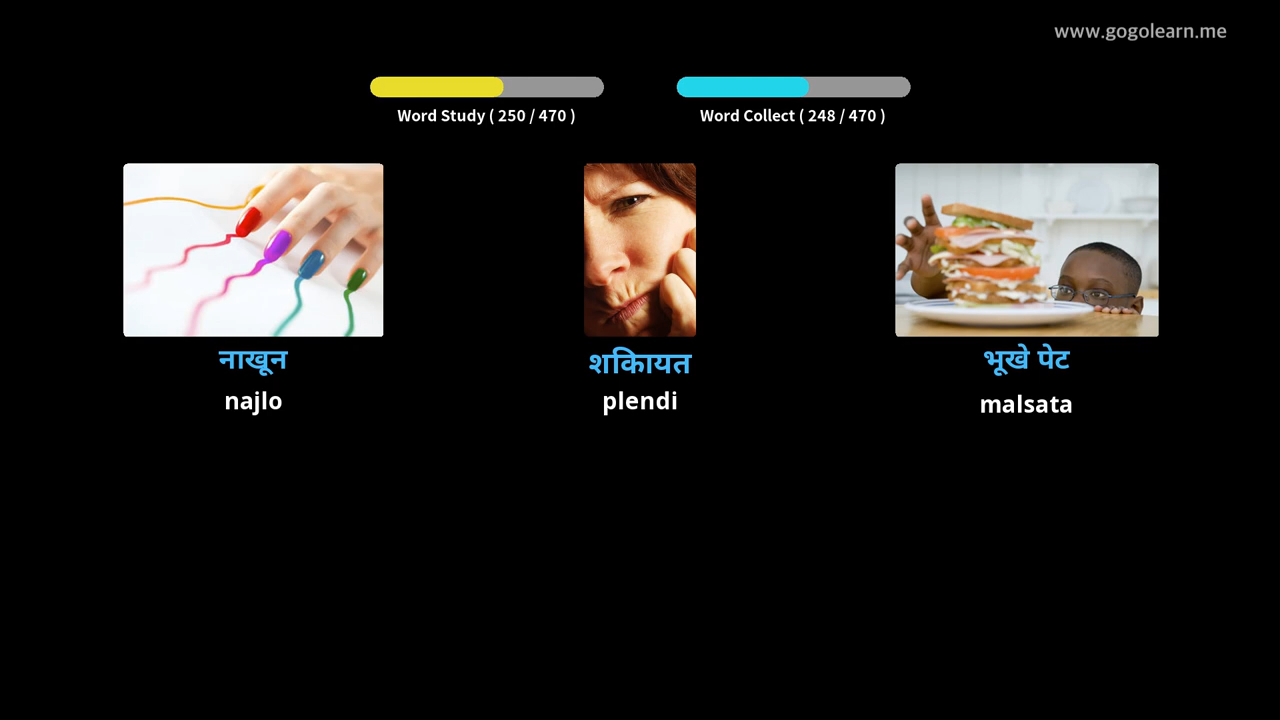 www.gogolearn.me
Word Study ( 250 / 470 )
Word Collect ( 248 / 470 )
नाखून
शकिायत
भूखे पेट
najlo
plendi
malsata